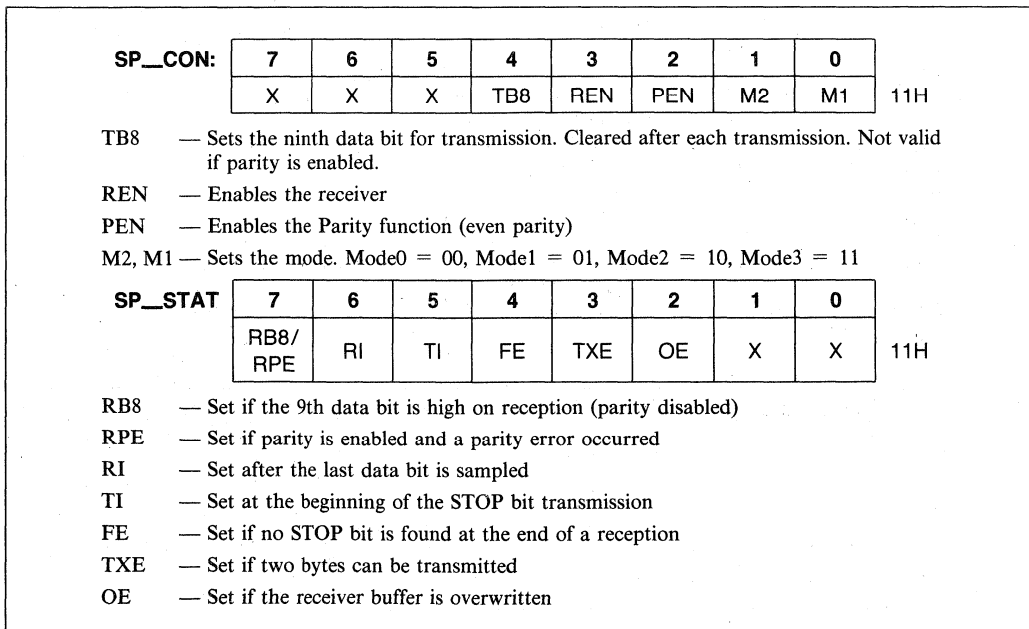 SP__CON: 7 6 5 4 3 2 1 0
X X X TB8 REN PEN M2 M1 11H
TB8 — Sets the ninth data bit for transmission. Cleared after each transmission. Not valid
if parity is enabled.
REN — Enables the receiver
PEN — Enables the Parity function (even parity)
M2, M1 — Sets the mode. Mode0 = 00, Mode1 = 01, Mode2 = 10, Mode3 = 11
SP__STAT 7 6 5 4 3 2 1 0
RB8/
RPE RI TI FE TXE OE X X 11H
RB8 — Set if the 9th data bit is high on reception (parity disabled)
RPE — Set if parity is enabled and a parity error occurred
RI — Set after the last data bit is sampled
TI — Set at the beginning of the STOP bit transmission
FE — Set if no STOP bit is found at the end of a reception
TXE — Set if two bytes can be transmitted
OE — Set if the receiver buffer is overwritten